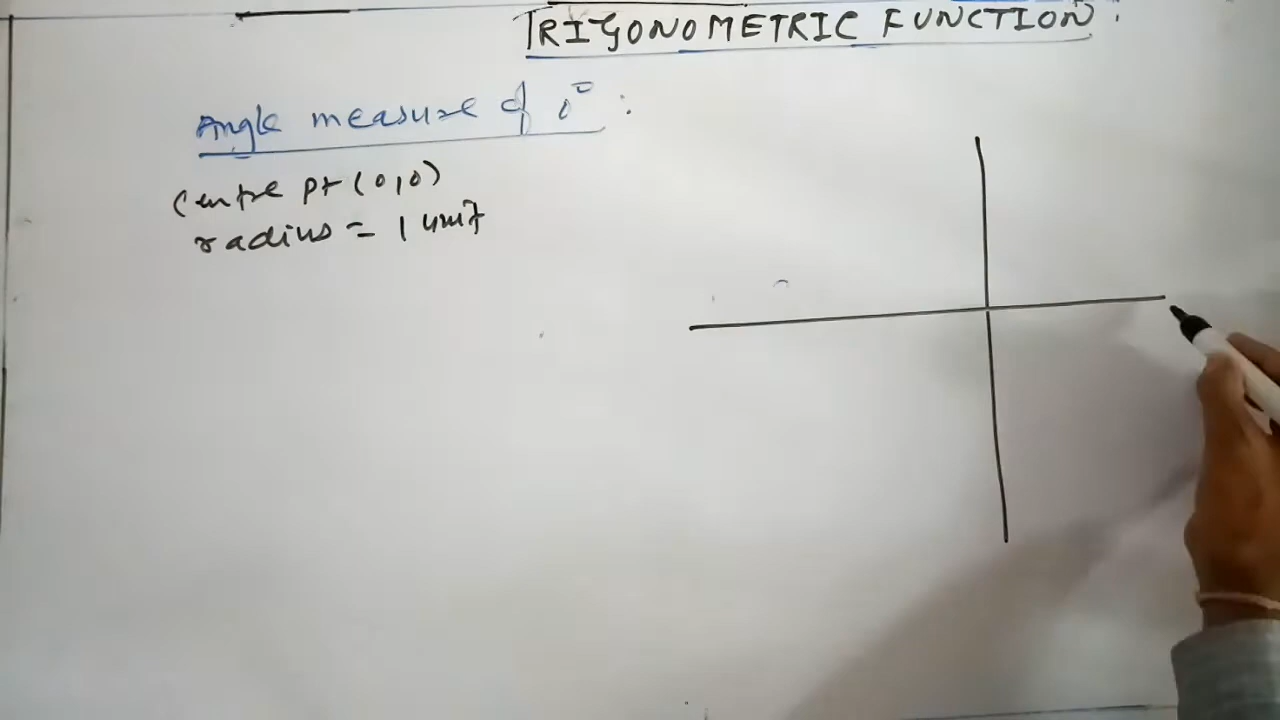 TRIGONOMETRIC FUNCTION:
Angle measure of 0° :
Centre pt (0,0)
radius = 1 unit